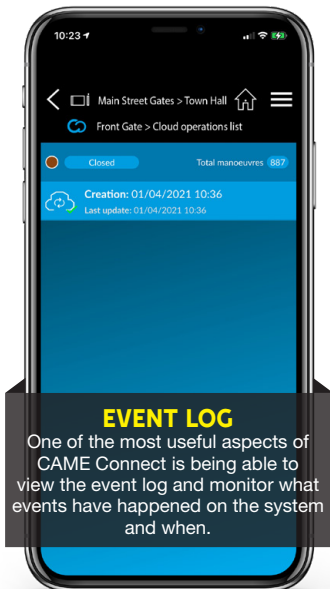 10:23
Main Street Gates > Town Hall
Front Gate > Cloud operations list
Closed Total manoeuvres 887
Creation: 01/04/2021 10:36
Last update: 01/04/2021 10:36
EVENT LOG
One of the most useful aspects of
CAME Connect is being able to
view the event log and monitor what
events have happened on the system
and when.